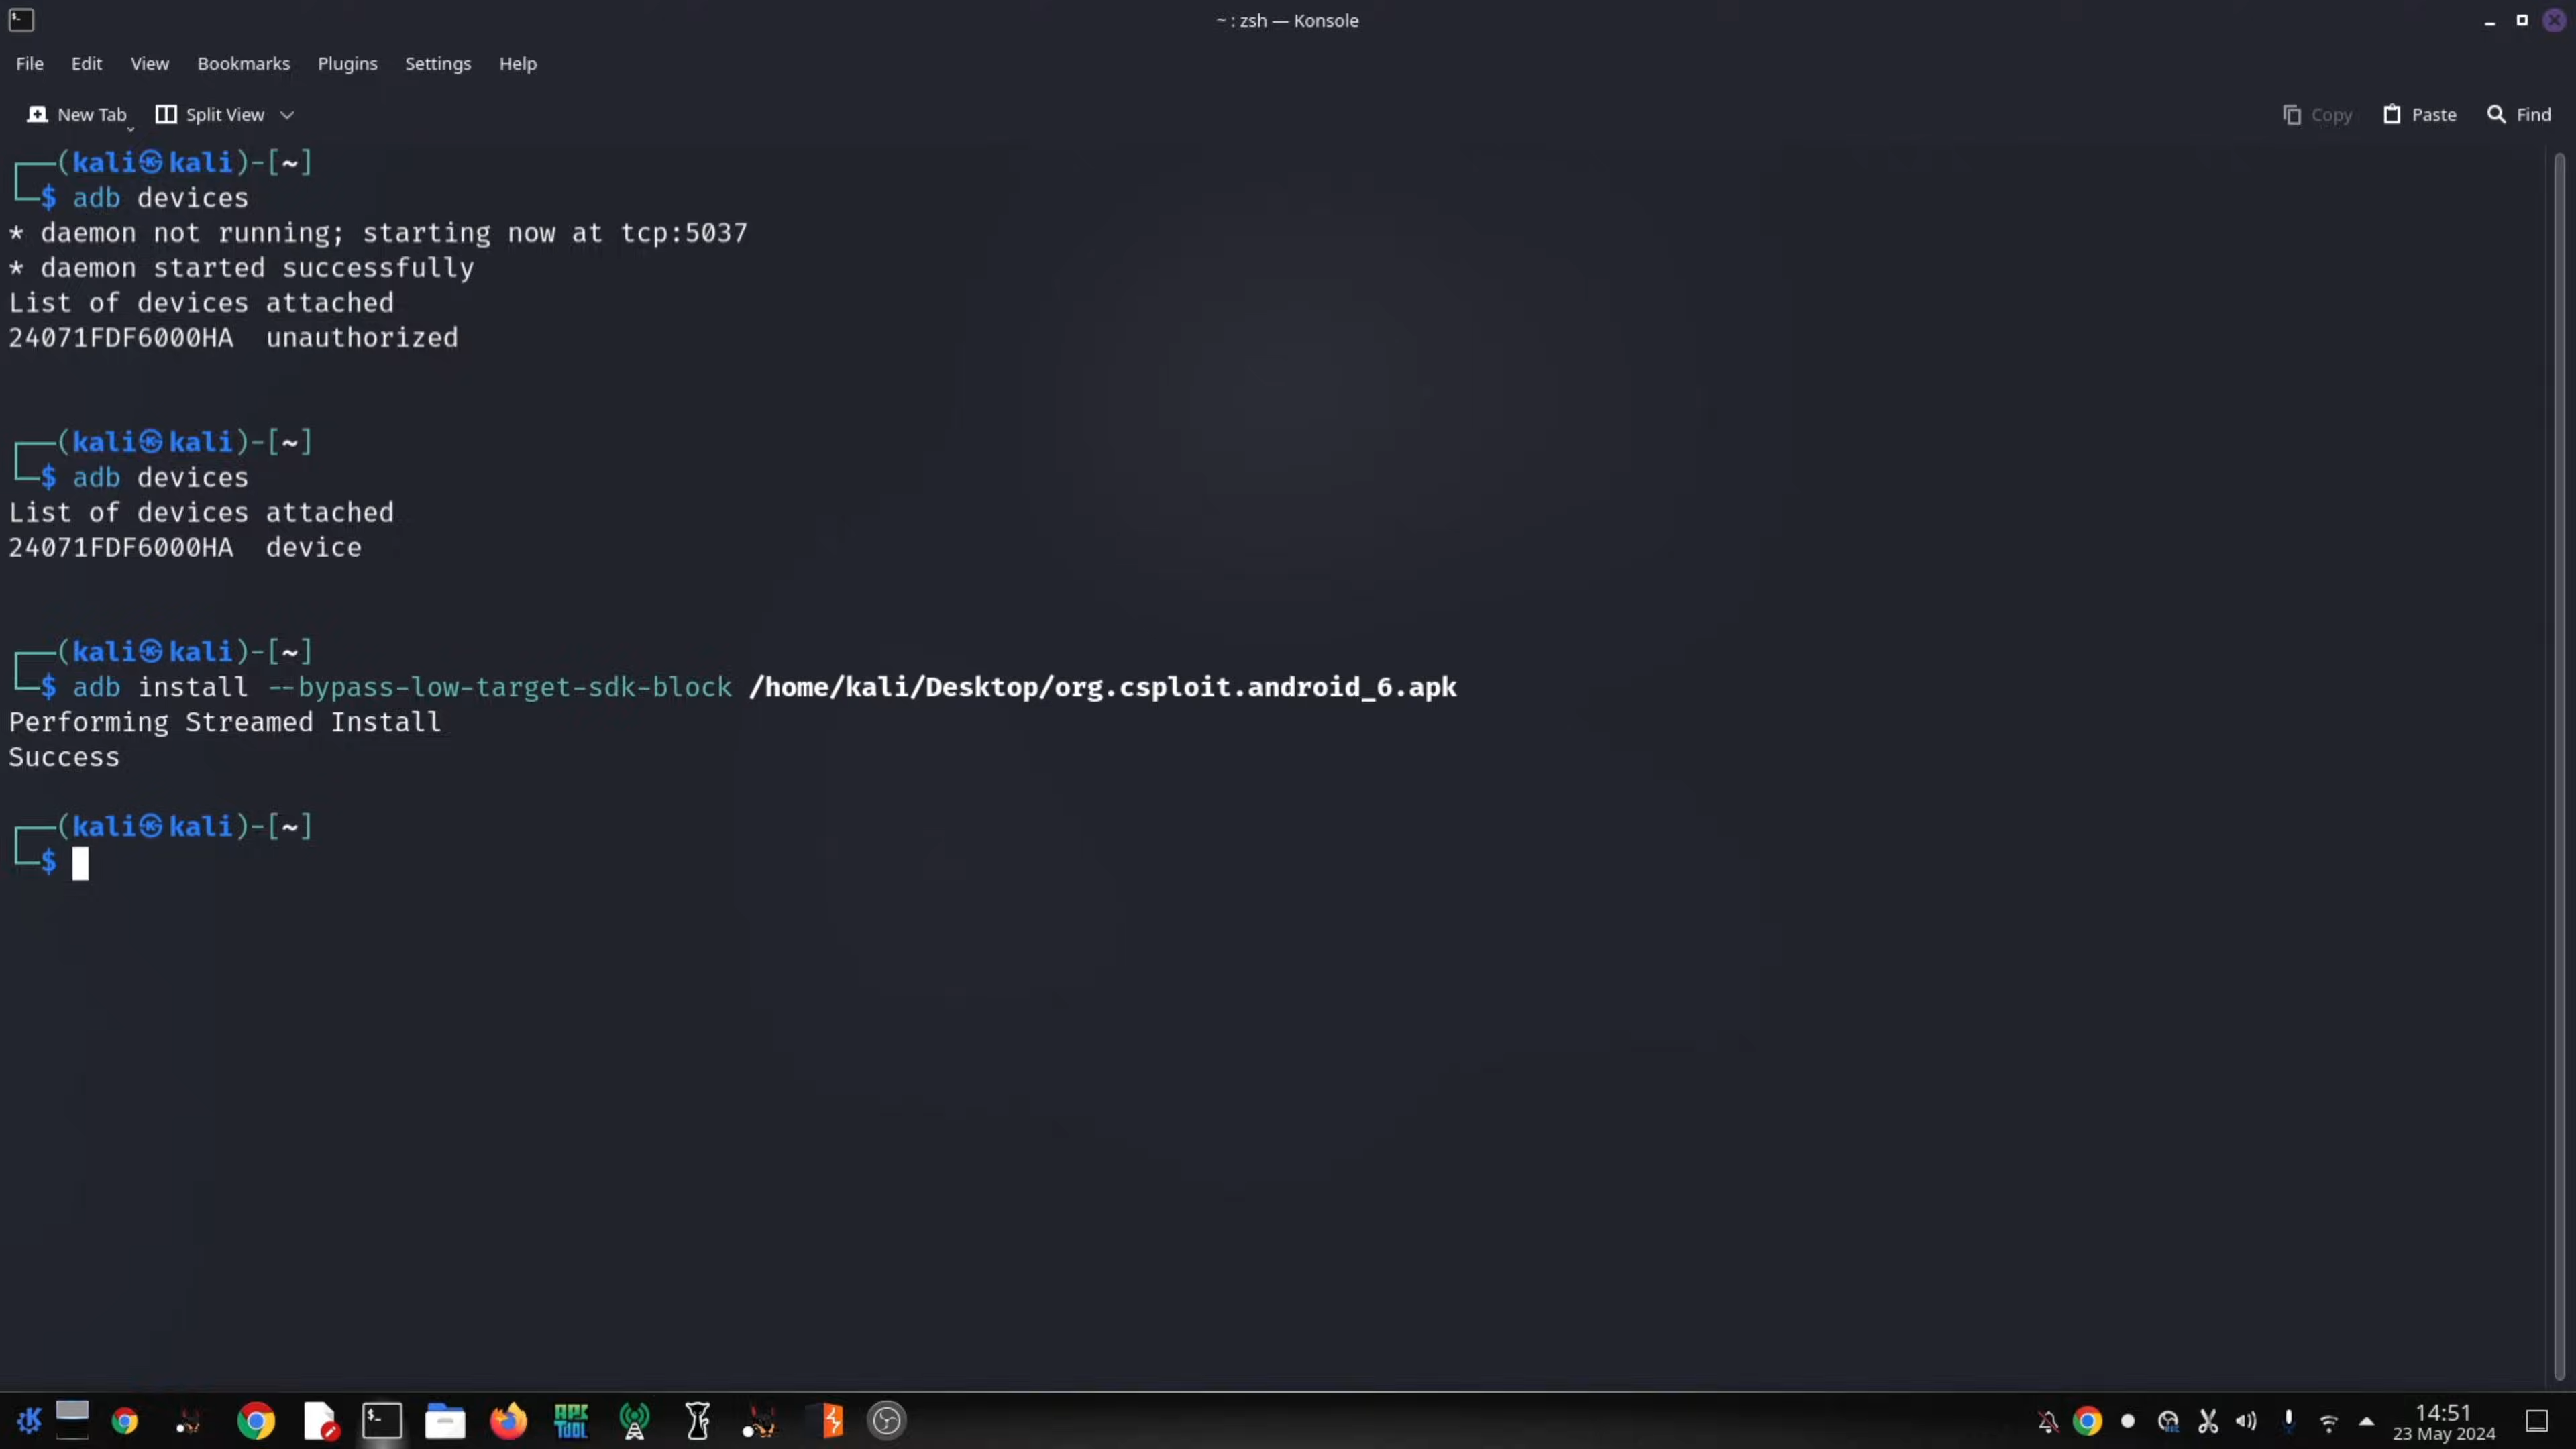 ~ : zsh — Konsole
File Edit View Bookmarks Plugins Settings Help
New Tab Split View Copy Paste Find
┌──(kali㉿kali)-[~]
└─$ adb devices
* daemon not running; starting now at tcp:5037
* daemon started successfully
List of devices attached
24071FDF6000HA  unauthorized
┌──(kali㉿kali)-[~]
└─$ adb devices
List of devices attached
24071FDF6000HA  device
┌──(kali㉿kali)-[~]
└─$ adb install --bypass-low-target-sdk-block /home/kali/Desktop/org.csploit.android_6.apk
Performing Streamed Install
Success
┌──(kali㉿kali)-[~]
└─$
APK
TOOL
14:51
23 May 2024